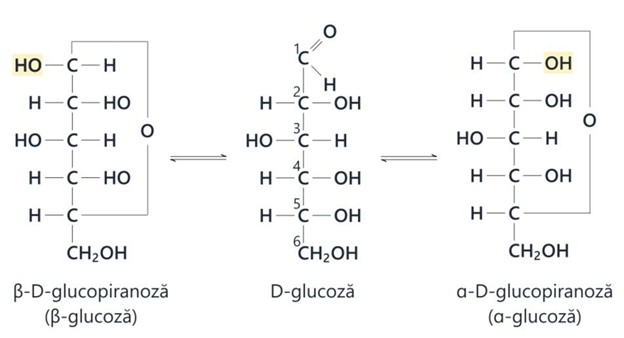 HO—C—H
H—C—HO
HO—C—H
O
H—C—HO
H—C
CH₂OH
β-D-glucopiranoză
(β-glucoză)
O
1
C
H
2
H—C—OH
3
HO—C—H
4
H—C—OH
5
H—C—OH
6
CH₂OH
D-glucoză
H—C—OH
H—C—OH
O
HO—C—H
H—C—OH
H—C
CH₂OH
α-D-glucopiranoză
(α-glucoză)